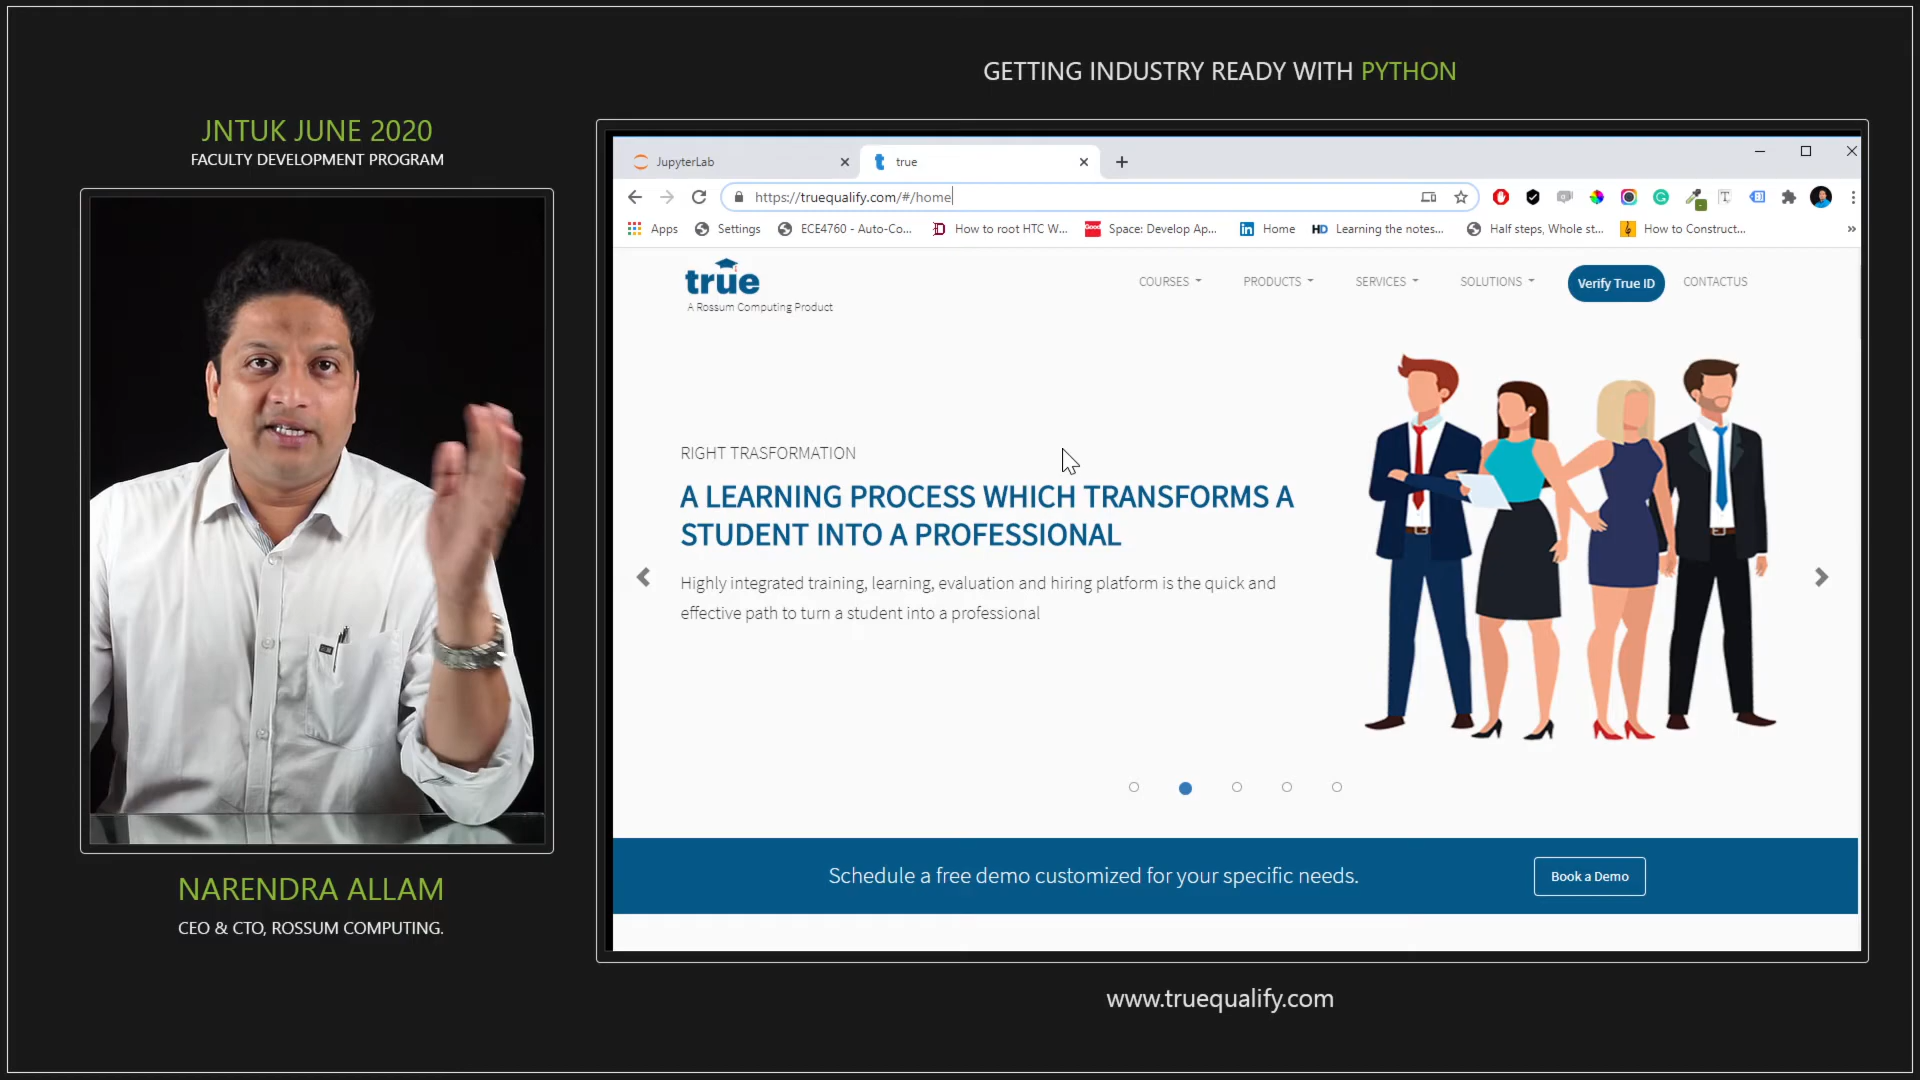 GETTING INDUSTRY READY WITH PYTHON
JNTUK JUNE 2020
FACULTY DEVELOPMENT PROGRAM
JupyterLab
true
https://truequalify.com/#/home
Apps
Settings
ECE4760 - Auto-Co...
How to root HTC W...
Space: Develop Ap...
Home
HD Learning the notes...
Half steps, Whole st...
How to Construct...
true
A Rossum Computing Product
COURSES
PRODUCTS
SERVICES
SOLUTIONS
Verify True ID
CONTACTUS
RIGHT TRASFORMATION
A LEARNING PROCESS WHICH TRANSFORMS A
STUDENT INTO A PROFESSIONAL
Highly integrated training, learning, evaluation and hiring platform is the quick and
effective path to turn a student into a professional
Schedule a free demo customized for your specific needs.
Book a Demo
NARENDRA ALLAM
CEO & CTO, ROSSUM COMPUTING.
www.truequalify.com